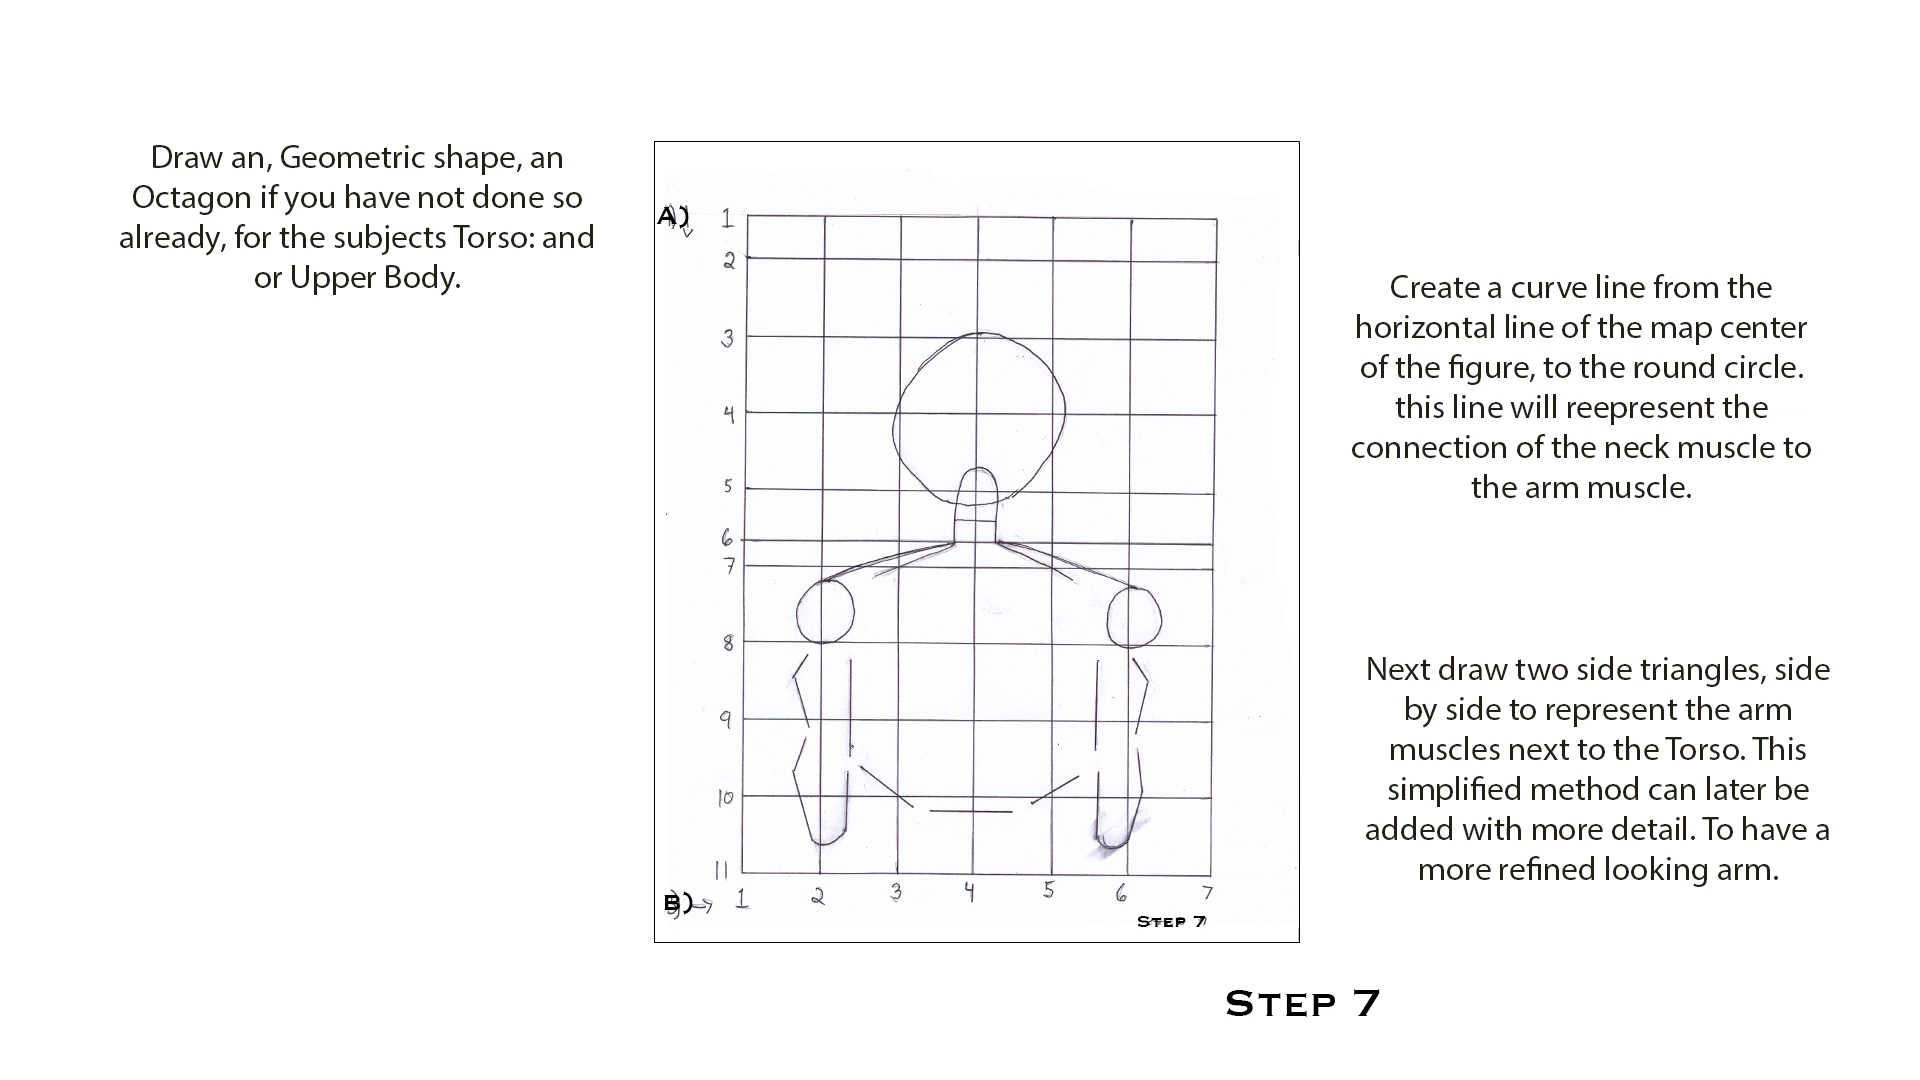 Draw an, Geometric shape, an
Octagon if you have not done so
already, for the subjects Torso: and
or Upper Body.
A)
1
2
3
4
5
6
7
8
9
10
11
B)
1 2 3 4 5 6 7
STEP 7
Create a curve line from the
horizontal line of the map center
of the figure, to the round circle.
this line will reepresent the
connection of the neck muscle to
the arm muscle.
Next draw two side triangles, side
by side to represent the arm
muscles next to the Torso. This
simplified method can later be
added with more detail. To have a
more refined looking arm.
STEP 7